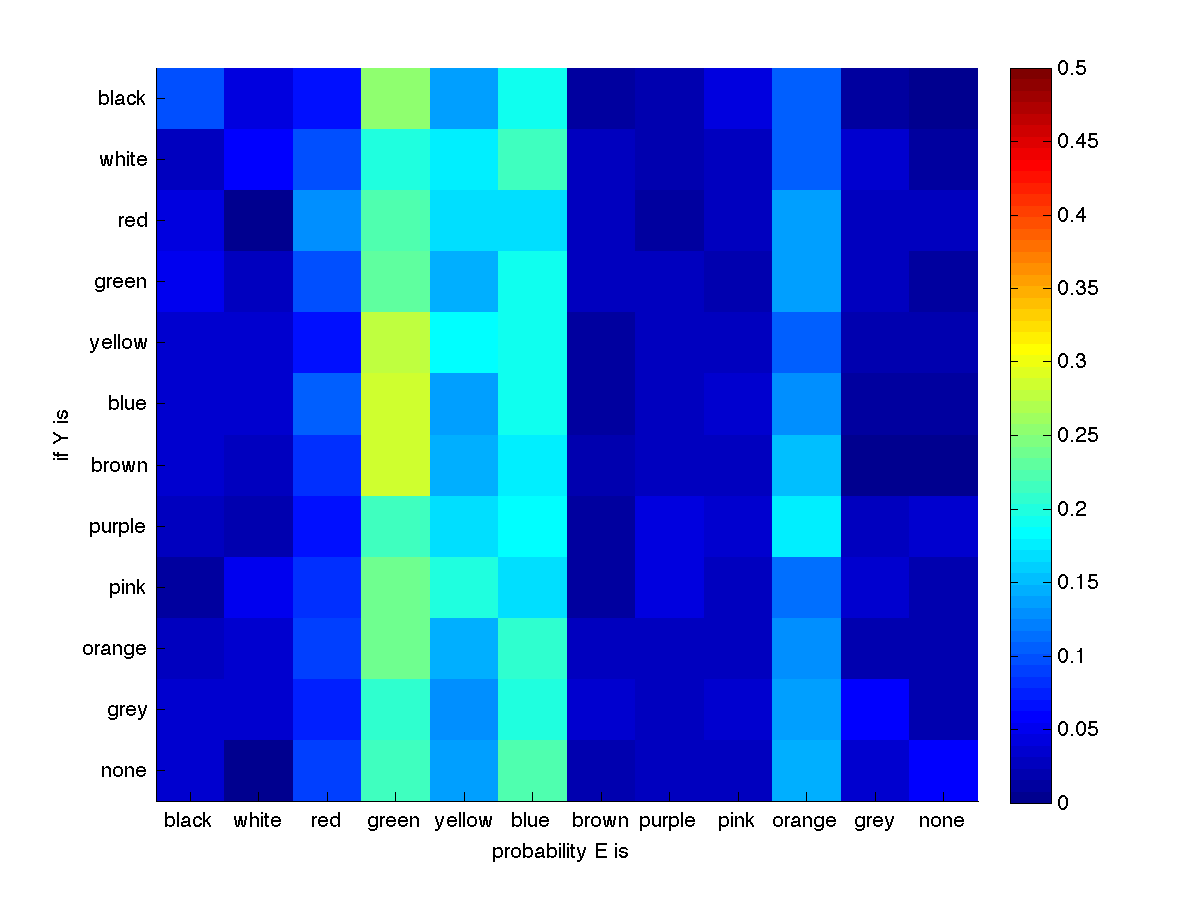 black
white
red
green
yellow
blue
brown
purple
pink
orange
grey
none
if Y is
black white red green yellow blue brown purple pink orange grey none
probability E is
0.5
0.45
0.4
0.35
0.3
0.25
0.2
0.15
0.1
0.05
0